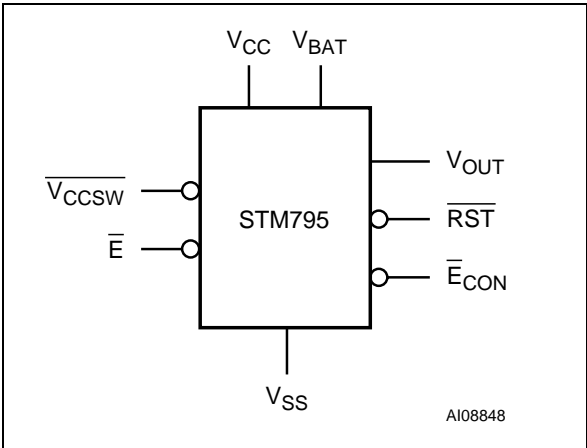 VCC VBAT
VCCSW
E
STM795
VOUT
RST
ECON
VSS
AI08848